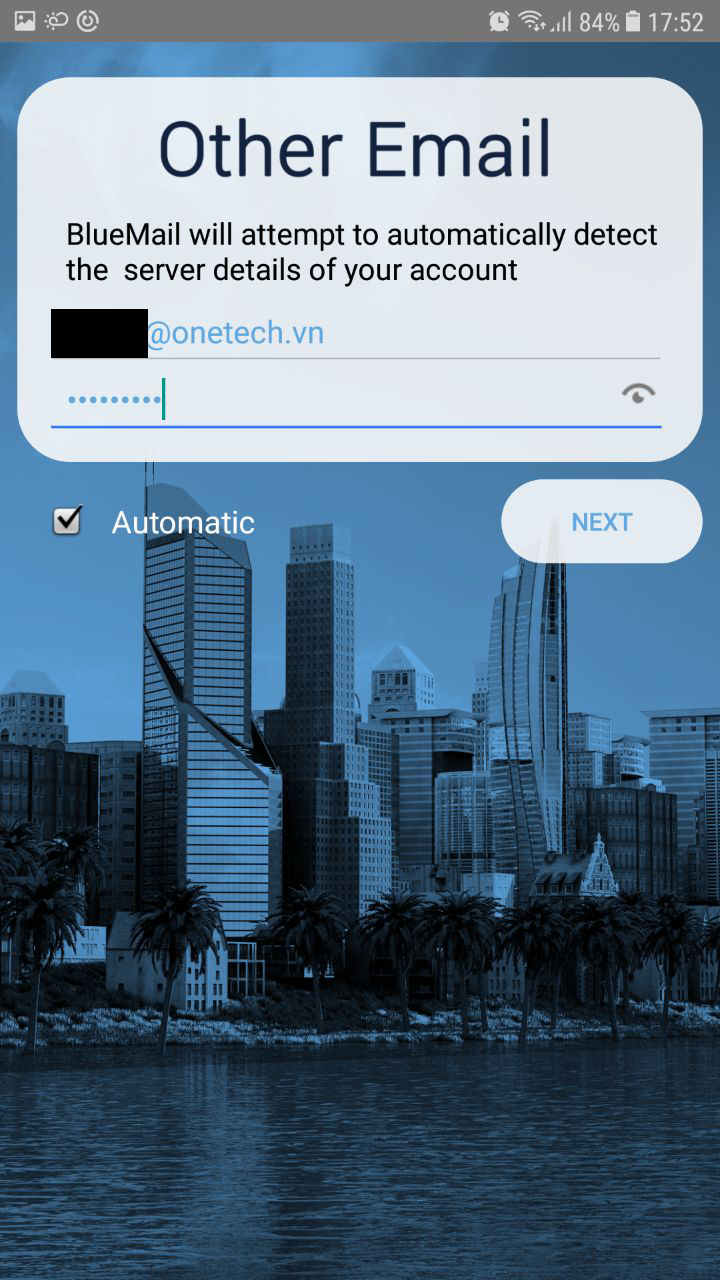 84% 17:52
Other Email
BlueMail will attempt to automatically detect
the  server details of your account
@onetech.vn
•••••••••
Automatic
NEXT